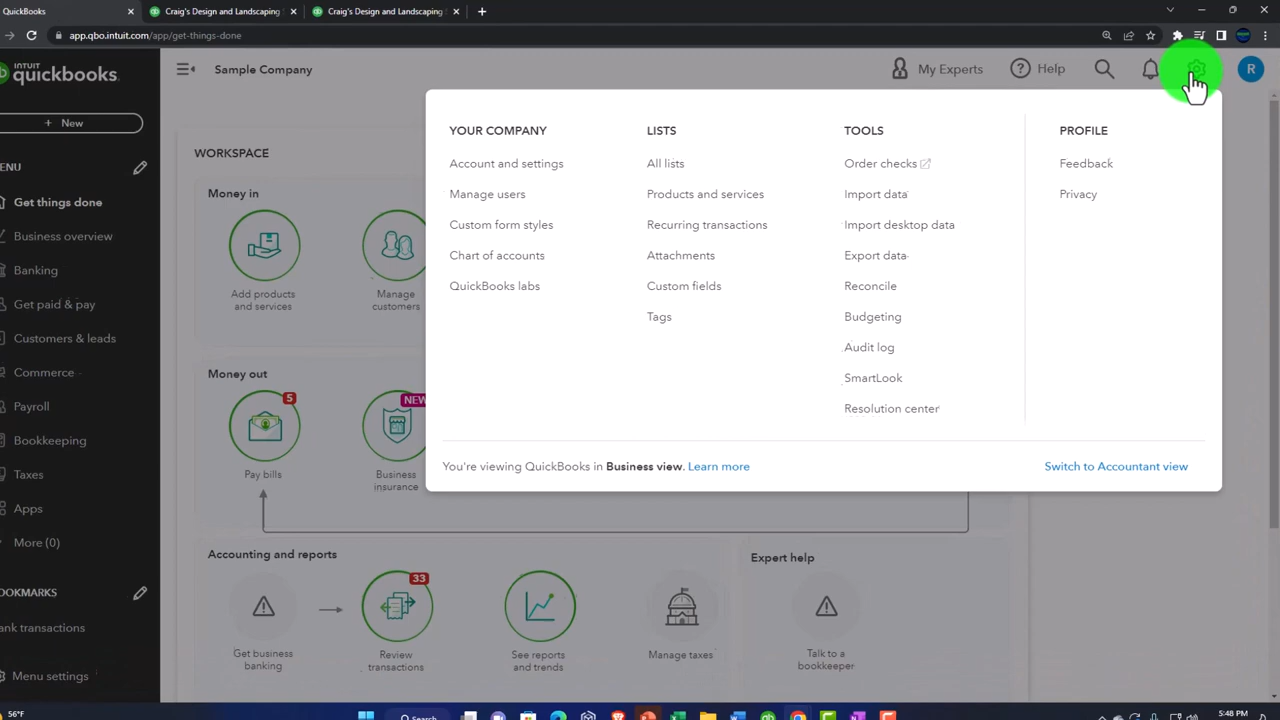 QuickBooks
Craig's Design and Landscaping
Craig's Design and Landscaping
app.qbo.intuit.com/app/get-things-done
INTUIT
quickbooks.
Sample Company
My Experts
Help
R
+ New
ENU
Get things done
Business overview
Banking
Get paid & pay
Customers & leads
Commerce
Payroll
Bookkeeping
Taxes
Apps
More (0)
OOKMARKS
ank transactions
Menu settings
WORKSPACE
Money in
Add products
and services
Manage
customers
Money out
5
Pay bills
NEW
Business
insurance
Accounting and reports
Get business
banking
33
Review
transactions
See reports
and trends
Manage taxes
Expert help
Talk to a
bookkeeper
YOUR COMPANY
Account and settings
Manage users
Custom form styles
Chart of accounts
QuickBooks labs
LISTS
All lists
Products and services
Recurring transactions
Attachments
Custom fields
Tags
TOOLS
Order checks
Import data
Import desktop data
Export data
Reconcile
Budgeting
Audit log
SmartLook
Resolution center
PROFILE
Feedback
Privacy
You're viewing QuickBooks in Business view. Learn more
Switch to Accountant view
56°F
Search
5:48 PM